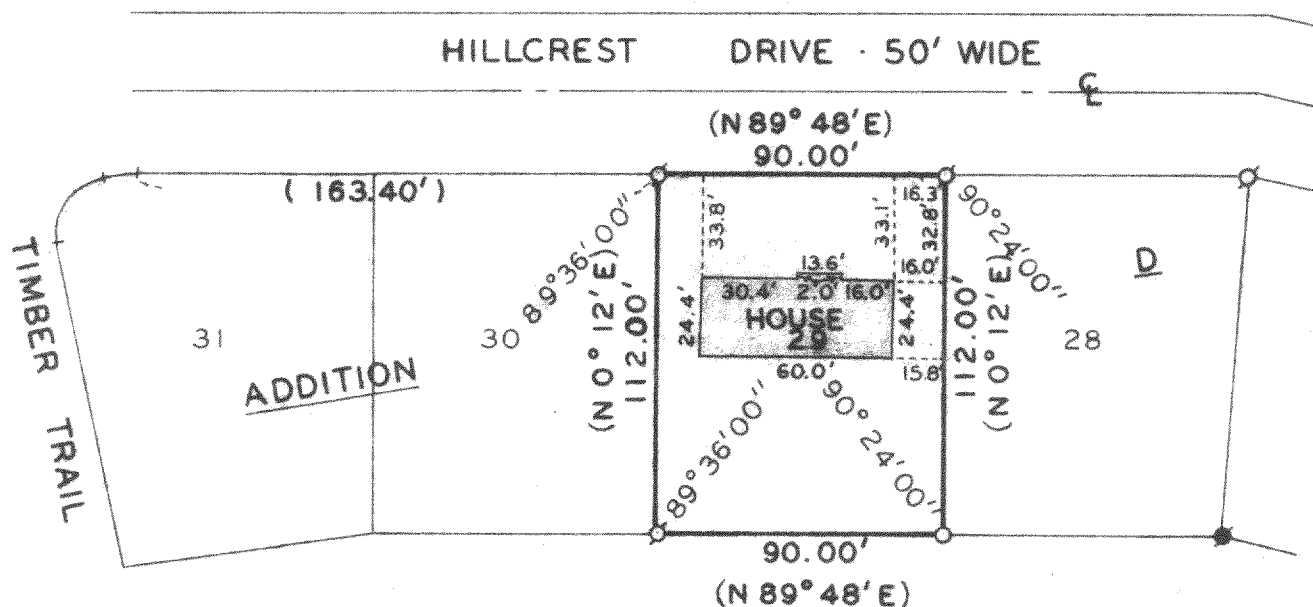 HILLCREST DRIVE · 50' WIDE
℄
(N 89° 48' E)
90.00'
( 163.40' )
16.3'
33.8'
33.1'
32.8'
89°36'00"
90°24'00"
(N 0° 12' E)
112.00'
13.6'
16.0'
30.4' 2.0' 16.0'
24.4'
HOUSE
29
24.4'
60.0'
15.8'
112.00'
(N 0° 12' E)
D
TIMBER TRAIL
31
30
28
ADDITION
89°36'00"
90°24'00"
90.00'
(N 89° 48' E)